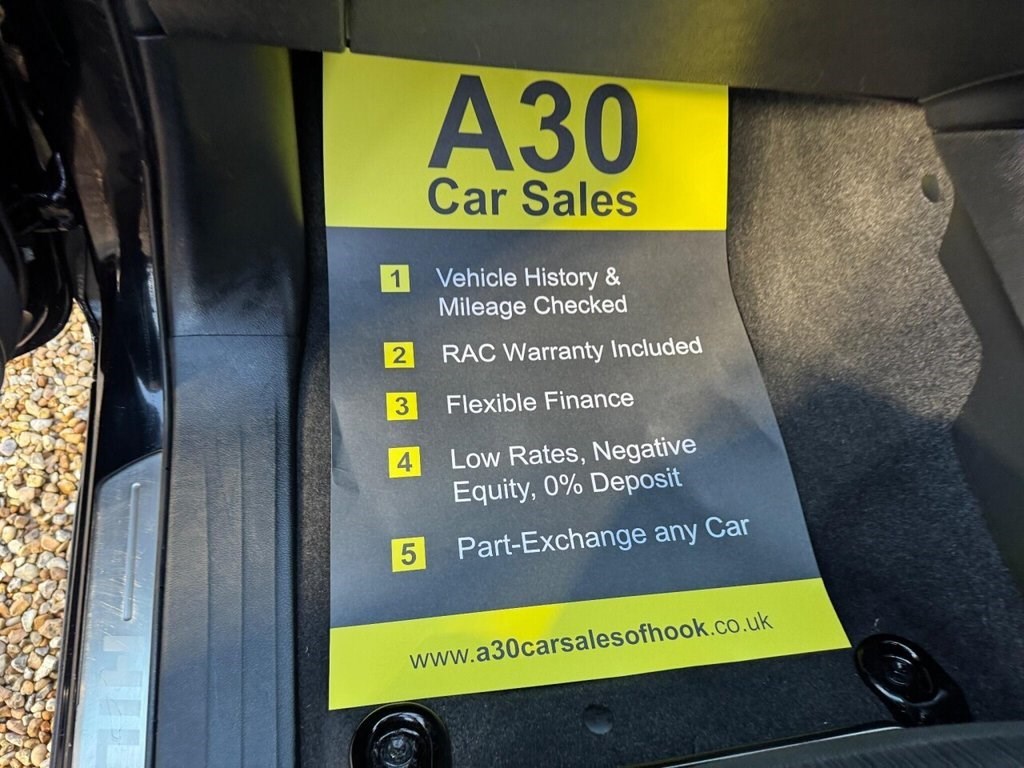 A30
Car Sales
1 Vehicle History &
Mileage Checked
2 RAC Warranty Included
3 Flexible Finance
4 Low Rates, Negative
Equity, 0% Deposit
5 Part-Exchange any Car
www.a30carsalesofhook.co.uk